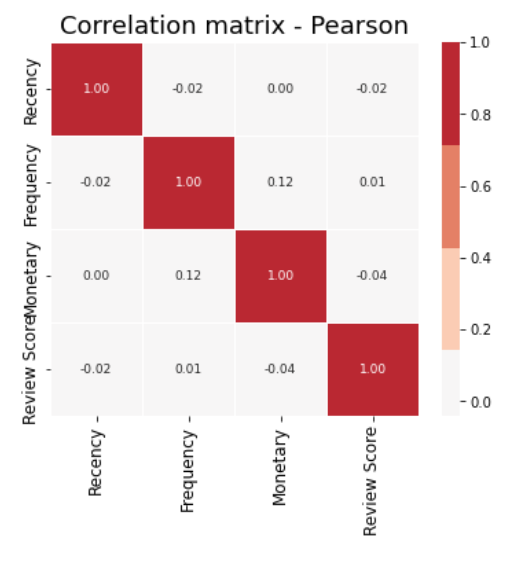 Correlation matrix - Pearson
Recency
1.00
-0.02
0.00
-0.02
Frequency
-0.02
1.00
0.12
0.01
Monetary
0.00
0.12
1.00
-0.04
Review Score
-0.02
0.01
-0.04
1.00
Recency
Frequency
Monetary
Review Score
1.0
0.8
0.6
0.4
0.2
0.0